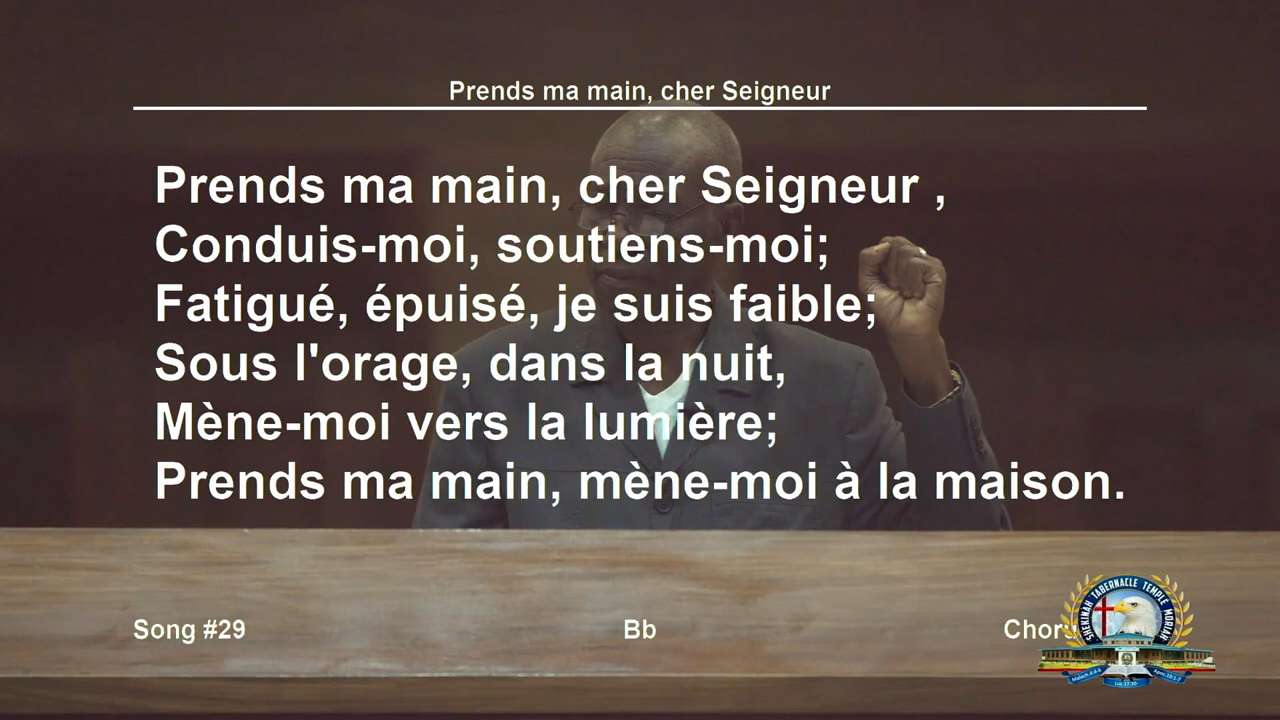 Prends ma main, cher Seigneur
Prends ma main, cher Seigneur ,
Conduis-moi, soutiens-moi;
Fatigué, épuisé, je suis faible;
Sous l'orage, dans la nuit,
Mène-moi vers la lumière;
Prends ma main, mène-moi à la maison.
Song #29
Bb
SHEKINAH TABERNACLE TEMPLE MORIAH